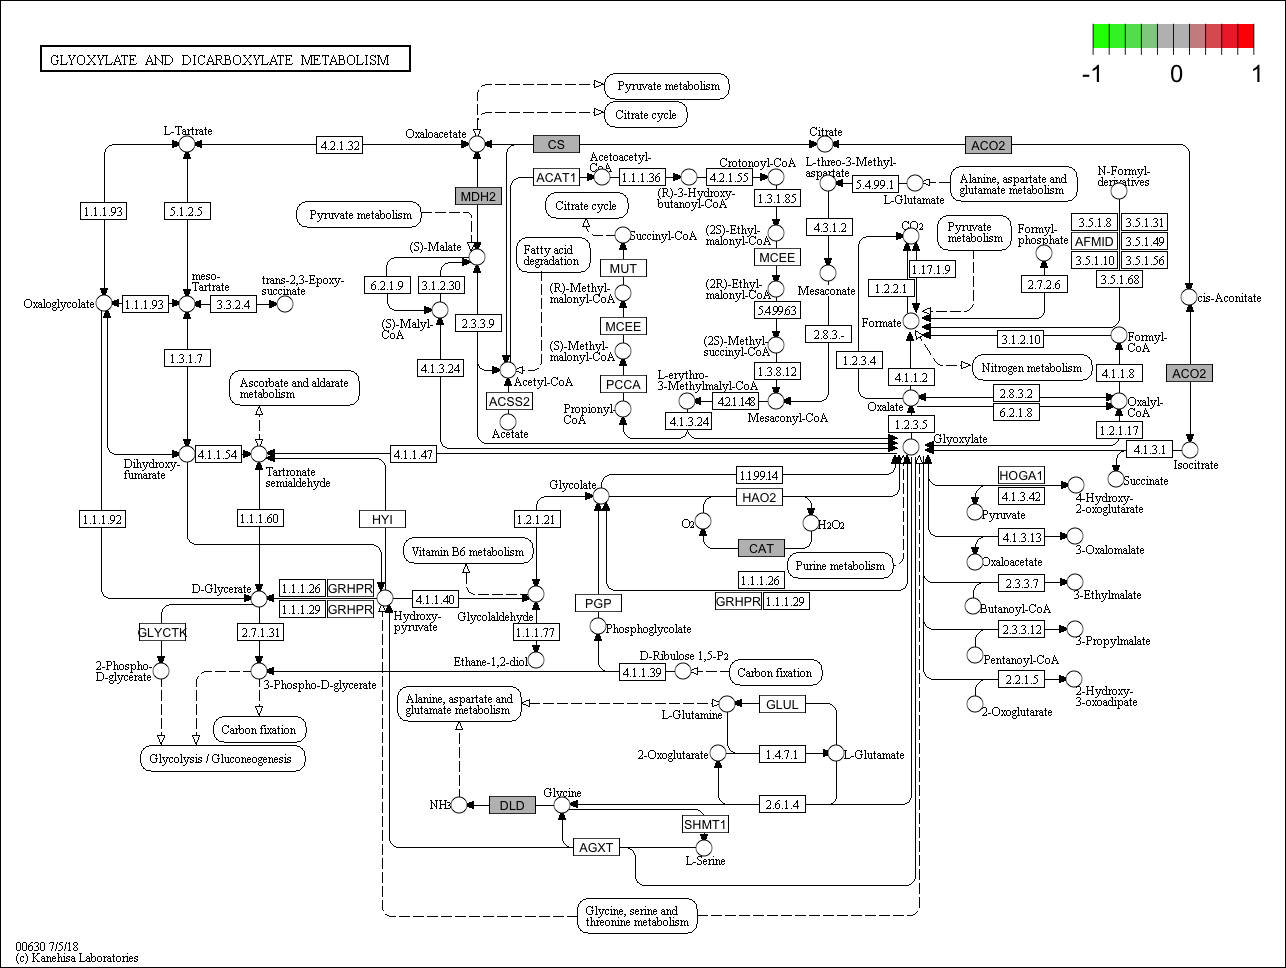 GLYOXYLATE AND DICARBOXYLATE METABOLISM
-1
0
1
Pyruvate metabolism
Citrate cycle
L-Tartrate
Oxaloacetate
Citrate
4.2.1.32
CS
ACO2
Acetoacetyl-
CoA
Crotonoyl-CoA
L-threo-3-Methyl-
aspartate
ACAT1
1.1.1.36
4.2.1.55
(R)-3-Hydroxy-
butanoyl-CoA
5.4.99.1
L-Glutamate
Alanine, aspartate and
glutamate metabolism
N-Formyl-
derivatives
MDH2
1.3.1.85
1.1.1.93
5.1.2.5
Pyruvate metabolism
Citrate cycle
4.3.1.2
CO2
Pyruvate
metabolism
Formyl-
phosphate
3.5.1.8
3.5.1.31
AFMID
3.5.1.49
3.5.1.10
3.5.1.56
3.5.1.68
(S)-Malate
Succinyl-CoA
(2S)-Ethyl-
malonyl-CoA
Fatty acid
degradation
MUT
MCEE
1.17.1.9
1.2.2.1
2.7.2.6
meso-
Tartrate
trans-2,3-Epoxy-
succinate
6.2.1.9
3.1.2.30
(R)-Methyl-
malonyl-CoA
(2R)-Ethyl-
malonyl-CoA
Mesaconate
Oxaloglycolate
1.1.1.93
3.3.2.4
cis-Aconitate
5.4.99.63
(S)-Malyl-
CoA
2.3.3.9
MCEE
2.8.3.-
Formate
3.1.2.10
Formyl-
CoA
1.3.1.7
(S)-Methyl-
malonyl-CoA
(2S)-Methyl-
succinyl-CoA
1.2.3.4
Nitrogen metabolism
4.1.3.24
Acetyl-CoA
PCCA
1.3.8.12
4.1.1.2
4.1.1.8
ACO2
Ascorbate and aldarate
metabolism
ACSS2
Acetate
Propionyl-
CoA
L-erythro-
3-Methylmalyl-CoA
4.2.1.148
Mesaconyl-CoA
4.1.3.24
Oxalate
2.8.3.2
6.2.1.8
Oxalyl-
CoA
1.2.3.5
1.2.1.17
Glyoxylate
4.1.3.1
Isocitrate
Succinate
Dihydroxy-
fumarate
4.1.1.54
Tartronate
semialdehyde
4.1.1.47
Glycolate
1.1.99.14
HAO2
HOGA1
4.1.3.42
4-Hydroxy-
2-oxoglutarate
Pyruvate
1.1.1.92
1.1.1.60
HYI
1.2.1.21
O2
H2O2
CAT
4.1.3.13
3-Oxalomalate
Oxaloacetate
Vitamin B6 metabolism
Purine metabolism
D-Glycerate
1.1.1.26
GRHPR
1.1.1.29
GRHPR
Hydroxy-
pyruvate
4.1.1.40
Glycolaldehyde
PGP
1.1.1.26
GRHPR
1.1.1.29
2.3.3.7
3-Ethylmalate
Butanoyl-CoA
GLYCTK
2.7.1.31
1.1.1.77
Phosphoglycolate
2.3.3.12
3-Propylmalate
Pentanoyl-CoA
2-Phospho-
D-glycerate
3-Phospho-D-glycerate
Ethane-1,2-diol
4.1.1.39
D-Ribulose 1,5-P2
Carbon fixation
2.2.1.5
2-Hydroxy-
3-oxoadipate
2-Oxoglutarate
Carbon fixation
Glycolysis / Gluconeogenesis
Alanine, aspartate and
glutamate metabolism
L-Glutamine
GLUL
2-Oxoglutarate
1.4.7.1
L-Glutamate
2.6.1.4
NH3
DLD
Glycine
SHMT1
AGXT
L-Serine
Glycine, serine and
threonine metabolism
00630 7/5/18
(c) Kanehisa Laboratories